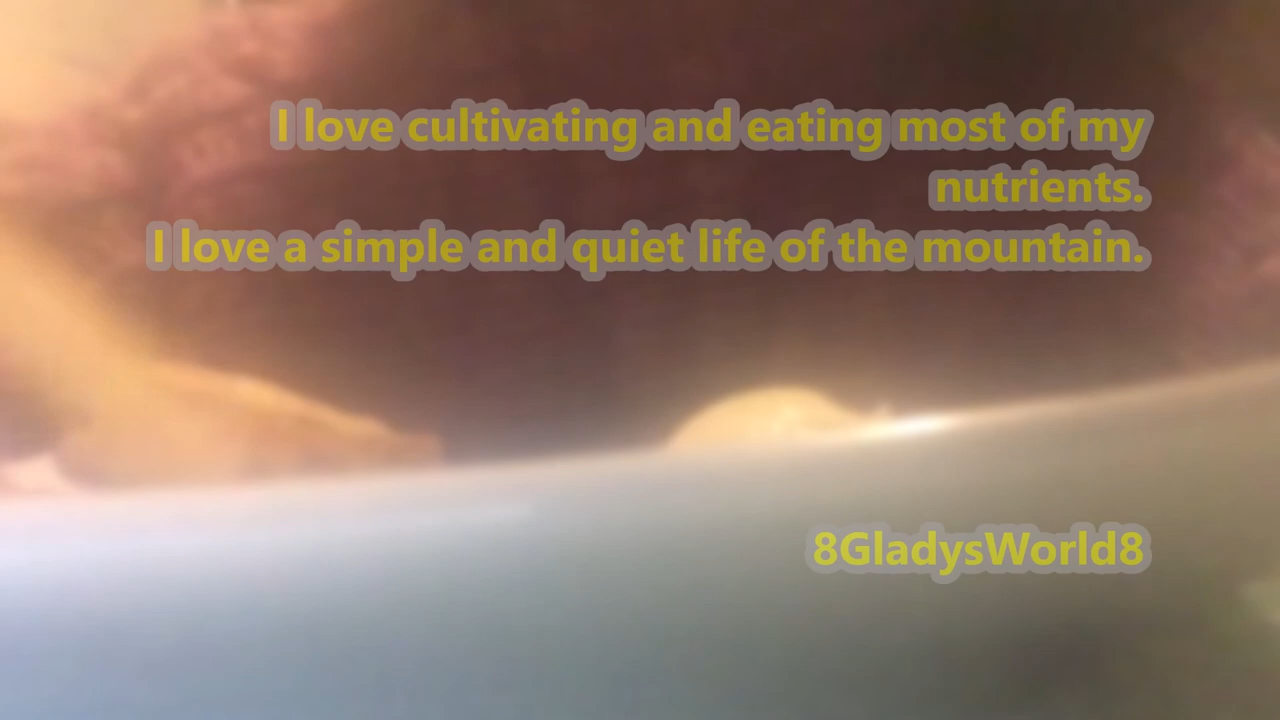 I love cultivating and eating most of my
nutrients.
I love a simple and quiet life of the mountain.
8GladysWorld8